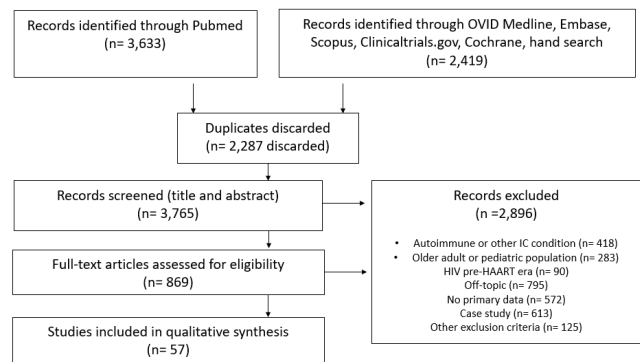 Records identified through Pubmed
(n= 3,633)
Records identified through OVID Medline, Embase,
Scopus, Clinicaltrials.gov, Cochrane, hand search
(n= 2,419)
Duplicates discarded
(n= 2,287 discarded)
Records screened (title and abstract)
(n= 3,765)
Records excluded
(n =2,896)
• Autoimmune or other IC condition (n= 418)
• Older adult or pediatric population (n= 283)
HIV pre-HAART era (n= 90)
Off-topic (n= 795)
No primary data (n= 572)
Case study (n= 613)
Other exclusion criteria (n= 125)
Full-text articles assessed for eligibility
(n= 869)
Studies included in qualitative synthesis
(n= 57)